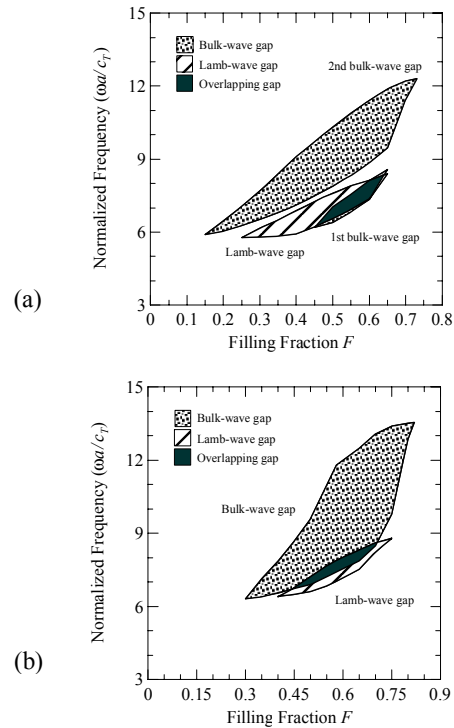 Bulk-wave gap
Lamb-wave gap
Overlapping gap
2nd bulk-wave gap
Lamb-wave gap
1st bulk-wave gap
Normalized Frequency (ωa/c_T)
15
12
9
6
3
0 0.1 0.2 0.3 0.4 0.5 0.6 0.7 0.8
Filling Fraction F
(a)
Bulk-wave gap
Lamb-wave gap
Overlapping gap
Bulk-wave gap
Lamb-wave gap
Normalized Frequency (ωa/c_T)
15
12
9
6
3
0 0.15 0.3 0.45 0.6 0.75 0.9
Filling Fraction F
(b)